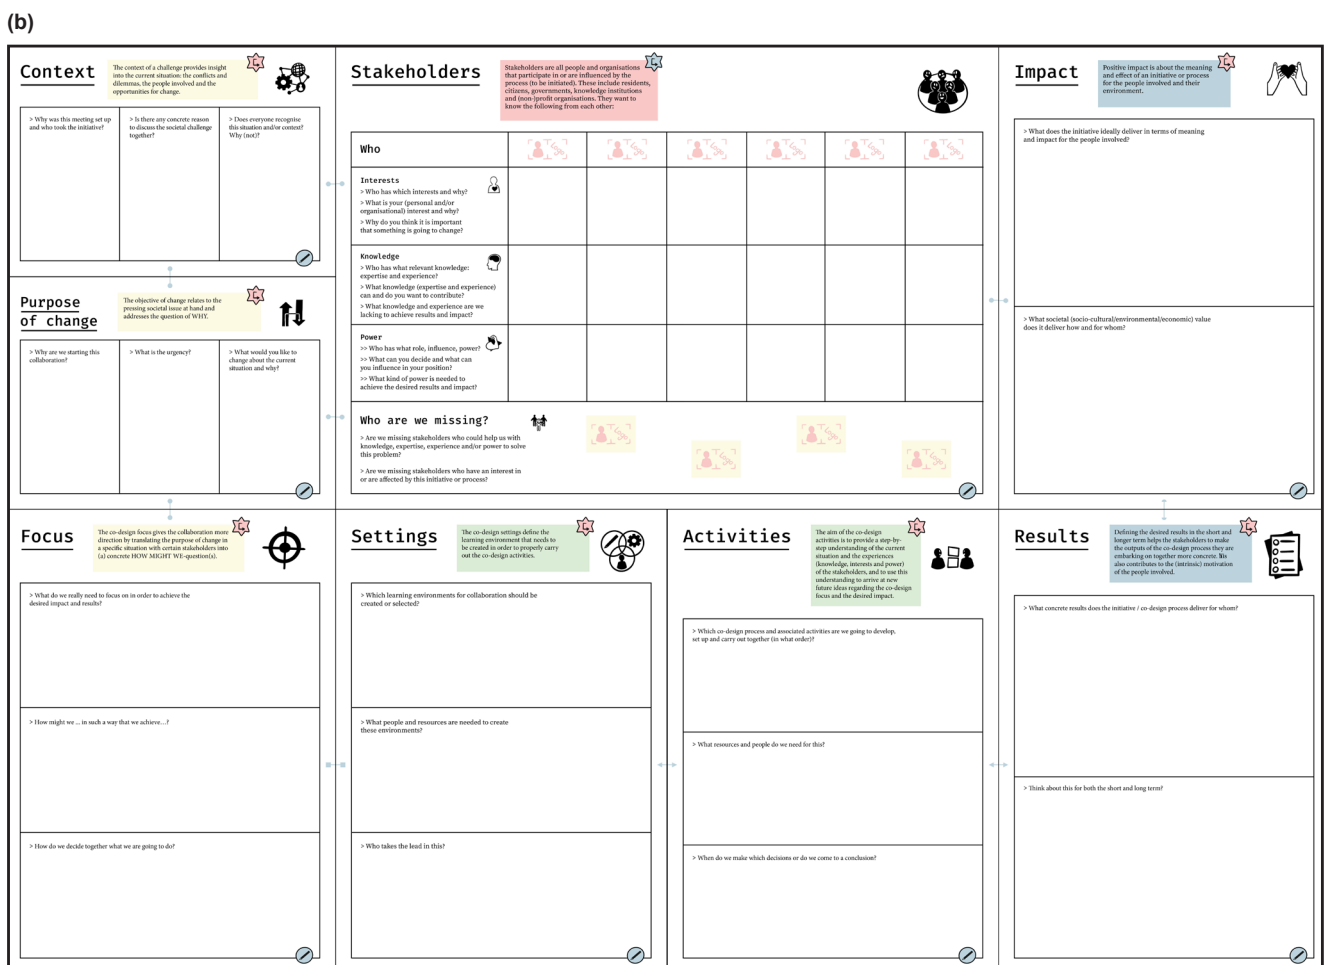 (b)
Context
The context of a challenge provides insight
into the current situation: the conflicts and
dilemmas, the people involved and the
opportunities for change.
> Why was this meeting set up
and who took the initiative?
> Is there any concrete reason
to discuss the societal challenge
together?
> Does everyone recognise
this situation and/or context?
Why (not)?
Purpose
of change
The objective of change relates to the
pressing societal issue at hand and
addresses the question of WHY.
> Why are we starting this
collaboration?
> What is the urgency?
> What would you like to
change about the current
situation and why?
Stakeholders
Stakeholders are all people and organisations
that participate in or are influenced by the
process (to be initiated). These include residents,
citizens, governments, knowledge institutions
and (non-)profit organisations. They want to
know the following from each other:
Who
Logo
Logo
Logo
Logo
Logo
Logo
Interests
> Who has which interests and why?
> What is your (personal and/or
organisational) interest and why?
> Why do you think it is important
that something is going to change?
Knowledge
> Who has what relevant knowledge:
expertise and experience?
> What knowledge (expertise and experience)
can and do you want to contribute?
> What knowledge and experience are we
lacking to achieve results and impact?
Power
>> Who has what role, influence, power?
>> What can you decide and what can
you influence in your position?
>> What kind of power is needed to
achieve the desired results and impact?
Who are we missing?
> Are we missing stakeholders who could help us with
knowledge, expertise, experience and/or power to solve
this problem?
> Are we missing stakeholders who have an interest in
or are affected by this initiative or process?
Logo
Logo
Logo
Logo
Impact
Positive impact is about the meaning
and effect of an initiative or process
for the people involved and their
environment.
> What does the initiative ideally deliver in terms of meaning
and impact for the people involved?
> What societal (socio-cultural/environmental/economic) value
does it deliver how and for whom?
Focus
The co-design focus gives the collaboration more
direction by translating the purpose of change in
a specific situation with certain stakeholders into
(a) concrete HOW MIGHT WE-question(s).
> What do we really need to focus on in order to achieve the
desired impact and results?
> How might we ... in such a way that we achieve...?
> How do we decide together what we are going to do?
Settings
The co-design settings define the
learning environment that needs to
be created in order to properly carry
out the co-design activities.
> Which learning environments for collaboration should be
created or selected?
> What people and resources are needed to create
these environments?
> Who takes the lead in this?
Activities
The aim of the co-design
activities is to provide a step-by-
step understanding of the current
situation and the experiences
(knowledge, interests and power)
of the stakeholders, and to use this
understanding to arrive at new
future ideas regarding the co-design
focus and the desired impact.
> Which co-design process and associated activities are we going to develop,
set up and carry out together (in what order)?
> What resources and people do we need for this?
> When do we make which decisions or do we come to a conclusion?
Results
Defining the desired results in the short and
longer term helps the stakeholders to make
the outputs of the co-design process they are
embarking on together more concrete.
also contributes to the (intrinsic) motivation
of the people involved.
> What concrete results does the initiative / co-design process deliver for whom?
> Think about this for both the short and long term?